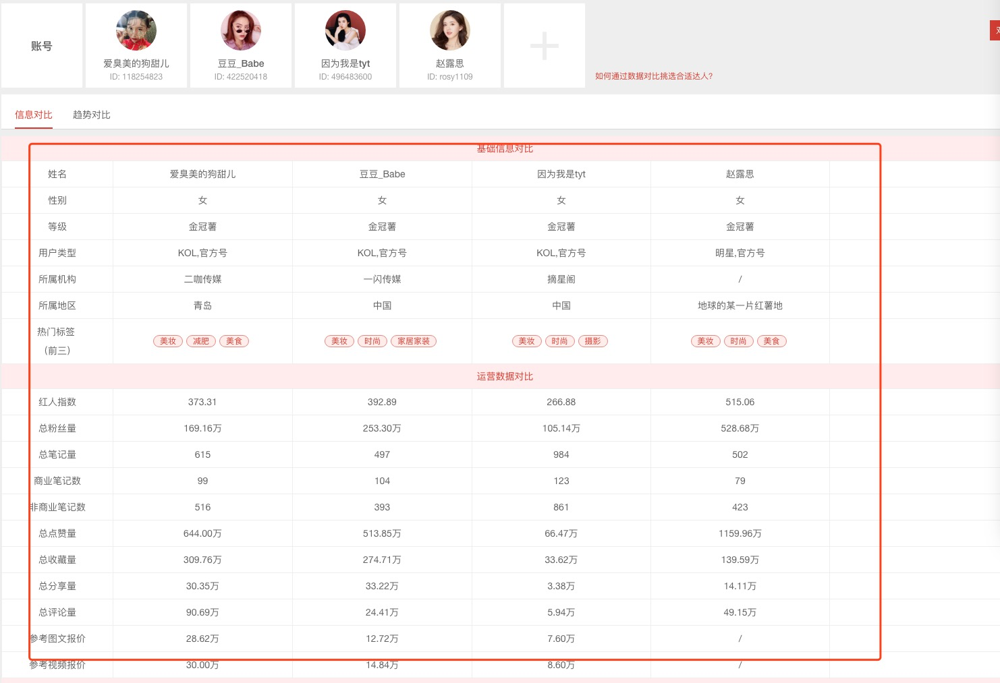 账号
爱臭美的狗甜儿
ID: 118254823
豆豆_Babe
ID: 422520418
因为我是tyt
ID: 496483600
赵露思
ID: rosy1109
如何通过数据对比挑选合适达人?
信息对比 趋势对比
基础信息对比
姓名 爱臭美的狗甜儿 豆豆_Babe 因为我是tyt 赵露思
性别 女 女 女 女
等级 金冠薯 金冠薯 金冠薯 金冠薯
用户类型 KOL,官方号 KOL,官方号 KOL,官方号 明星,官方号
所属机构 二咖传媒 一闪传媒 摘星阁 /
所属地区 青岛 中国 中国 地球的某一片红薯地
热门标签
（前三） 美妆 减肥 美食 美妆 时尚 家居家装 美妆 时尚 摄影 美妆 时尚 美食
运营数据对比
红人指数 373.31 392.89 266.88 515.06
总粉丝量 169.16万 253.30万 105.14万 528.68万
总笔记量 615 497 984 502
商业笔记数 99 104 123 79
非商业笔记数 516 393 861 423
总点赞量 644.00万 513.85万 66.47万 1159.96万
总收藏量 309.76万 274.71万 33.62万 139.59万
总分享量 30.35万 33.22万 3.38万 14.11万
总评论量 90.69万 24.41万 5.94万 49.15万
参考图文报价 28.62万 12.72万 7.60万 /
参考视频报价 30.00万 14.84万 8.60万 /